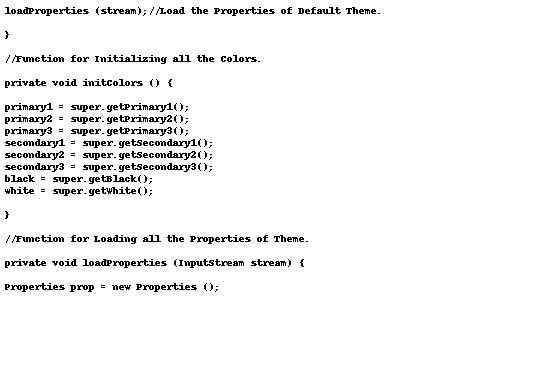 loadProperties (stream);//Load the Properties of Default Theme.
}
//Function for Initializing all the Colors.
private void initColors () {
primary1 = super.getPrimary1();
primary2 = super.getPrimary2();
primary3 = super.getPrimary3();
secondary1 = super.getSecondary1();
secondary2 = super.getSecondary2();
secondary3 = super.getSecondary3();
black = super.getBlack();
white = super.getWhite();
}
//Function for Loading all the Properties of Theme.
private void loadProperties (InputStream stream) {
Properties prop = new Properties ();